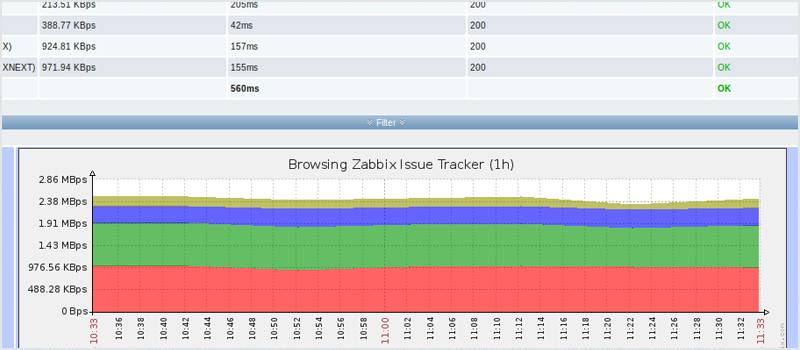 213.51 KBps 205ms 200 OK
388.77 KBps 42ms 200 OK
X) 924.81 KBps 157ms 200 OK
XNEXT) 971.94 KBps 155ms 200 OK
560ms OK
Filter
Browsing Zabbix Issue Tracker (1h)
2.86 MBps
2.38 MBps
1.91 MBps
1.43 MBps
976.56 KBps
488.28 KBps
0 Bps
10:33 10:36 10:38 10:40 10:42 10:44 10:46 10:48 10:50 10:52 10:54 10:56 10:58 11:00 11:02 11:04 11:06 11:08 11:10 11:12 11:14 11:16 11:18 11:20 11:22 11:24 11:26 11:28 11:30 11:32 11:33